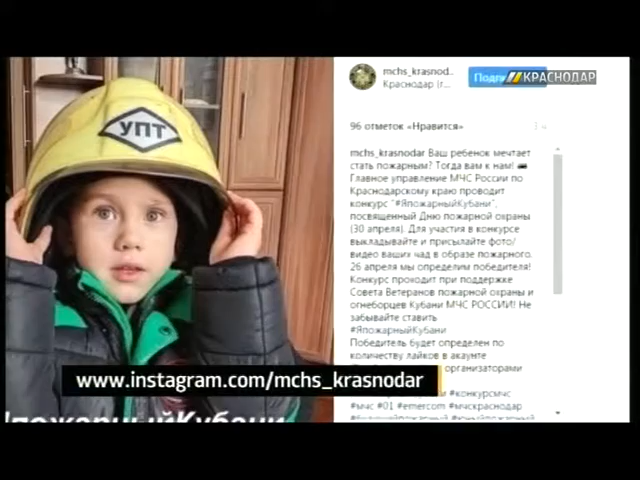 mchs_krasnod...
Краснодар (г...
КРАСНОДАР
96 отметок «Нравится»
mchs_krasnodar Ваш ребенок мечтает
стать пожарным? Тогда вам к нам!
Главное управление МЧС России по
Краснодарскому краю проводит
конкурс "#ЯпожарныйКубани",
посвященный Дню пожарной охраны
(30 апреля). Для участия в конкурсе
выкладывайте и присылайте фото/
видео ваших чад в образе пожарного.
26 апреля мы определим победителя!
Конкурс проходит при поддержке
Совета Ветеранов пожарной охраны и
огнеборцев Кубани МЧС РОССИИ! Не
забывайте ставить
#ЯпожарныйКубани
Победитель будет определен по
количеству лайков в акаунте
организаторами
#конкурсмчс
#мчс #01 #emercom #мчскраснодар
УПТ
www.instagram.com/mchs_krasnodar
#пожарныйКубани